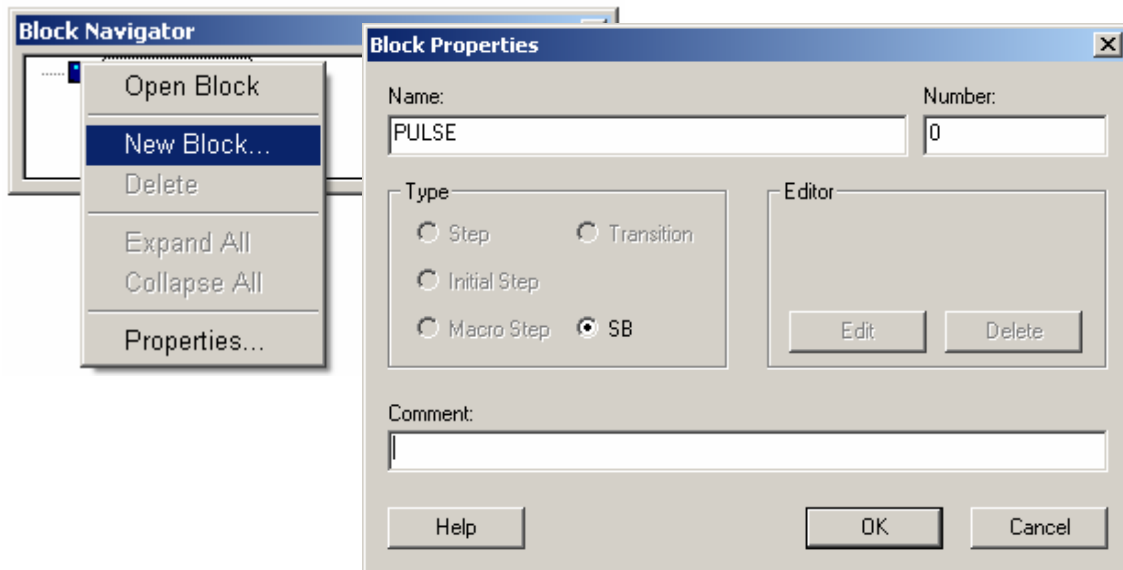 Block Navigator
Open Block
New Block...
Delete
Expand All
Collapse All
Properties...
Block Properties
Name:
Number:
PULSE
0
Type
Editor
Step
Transition
Initial Step
Macro Step
SB
Edit
Delete
Comment:
Help
OK
Cancel